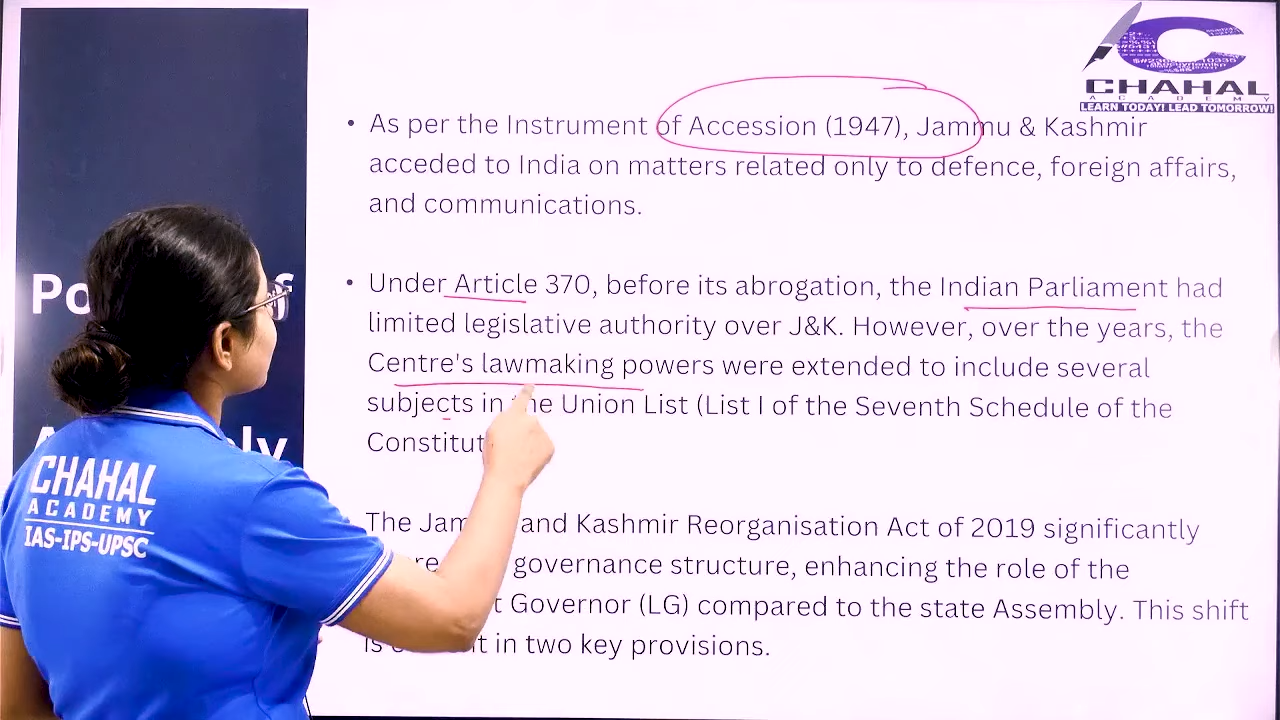 CHAHAL
ACADEMY
LEARN TODAY! LEAD TOMORROW!
• As per the Instrument of Accession (1947), Jammu & Kashmir
acceded to India on matters related only to defence, foreign affairs,
and communications.
• Under Article 370, before its abrogation, the Indian Parliament had
limited legislative authority over J&K. However, over the years, the
Centre's lawmaking powers were extended to include several
subjects in the Union List (List I of the Seventh Schedule of the
The and Kashmir Reorganisation Act of 2019 significantly
governance structure, enhancing the role of the
Governor (LG) compared to the state Assembly. This shift
is in two key provisions.
CHAHAL
ACADEMY
IAS-IPS-UPSC